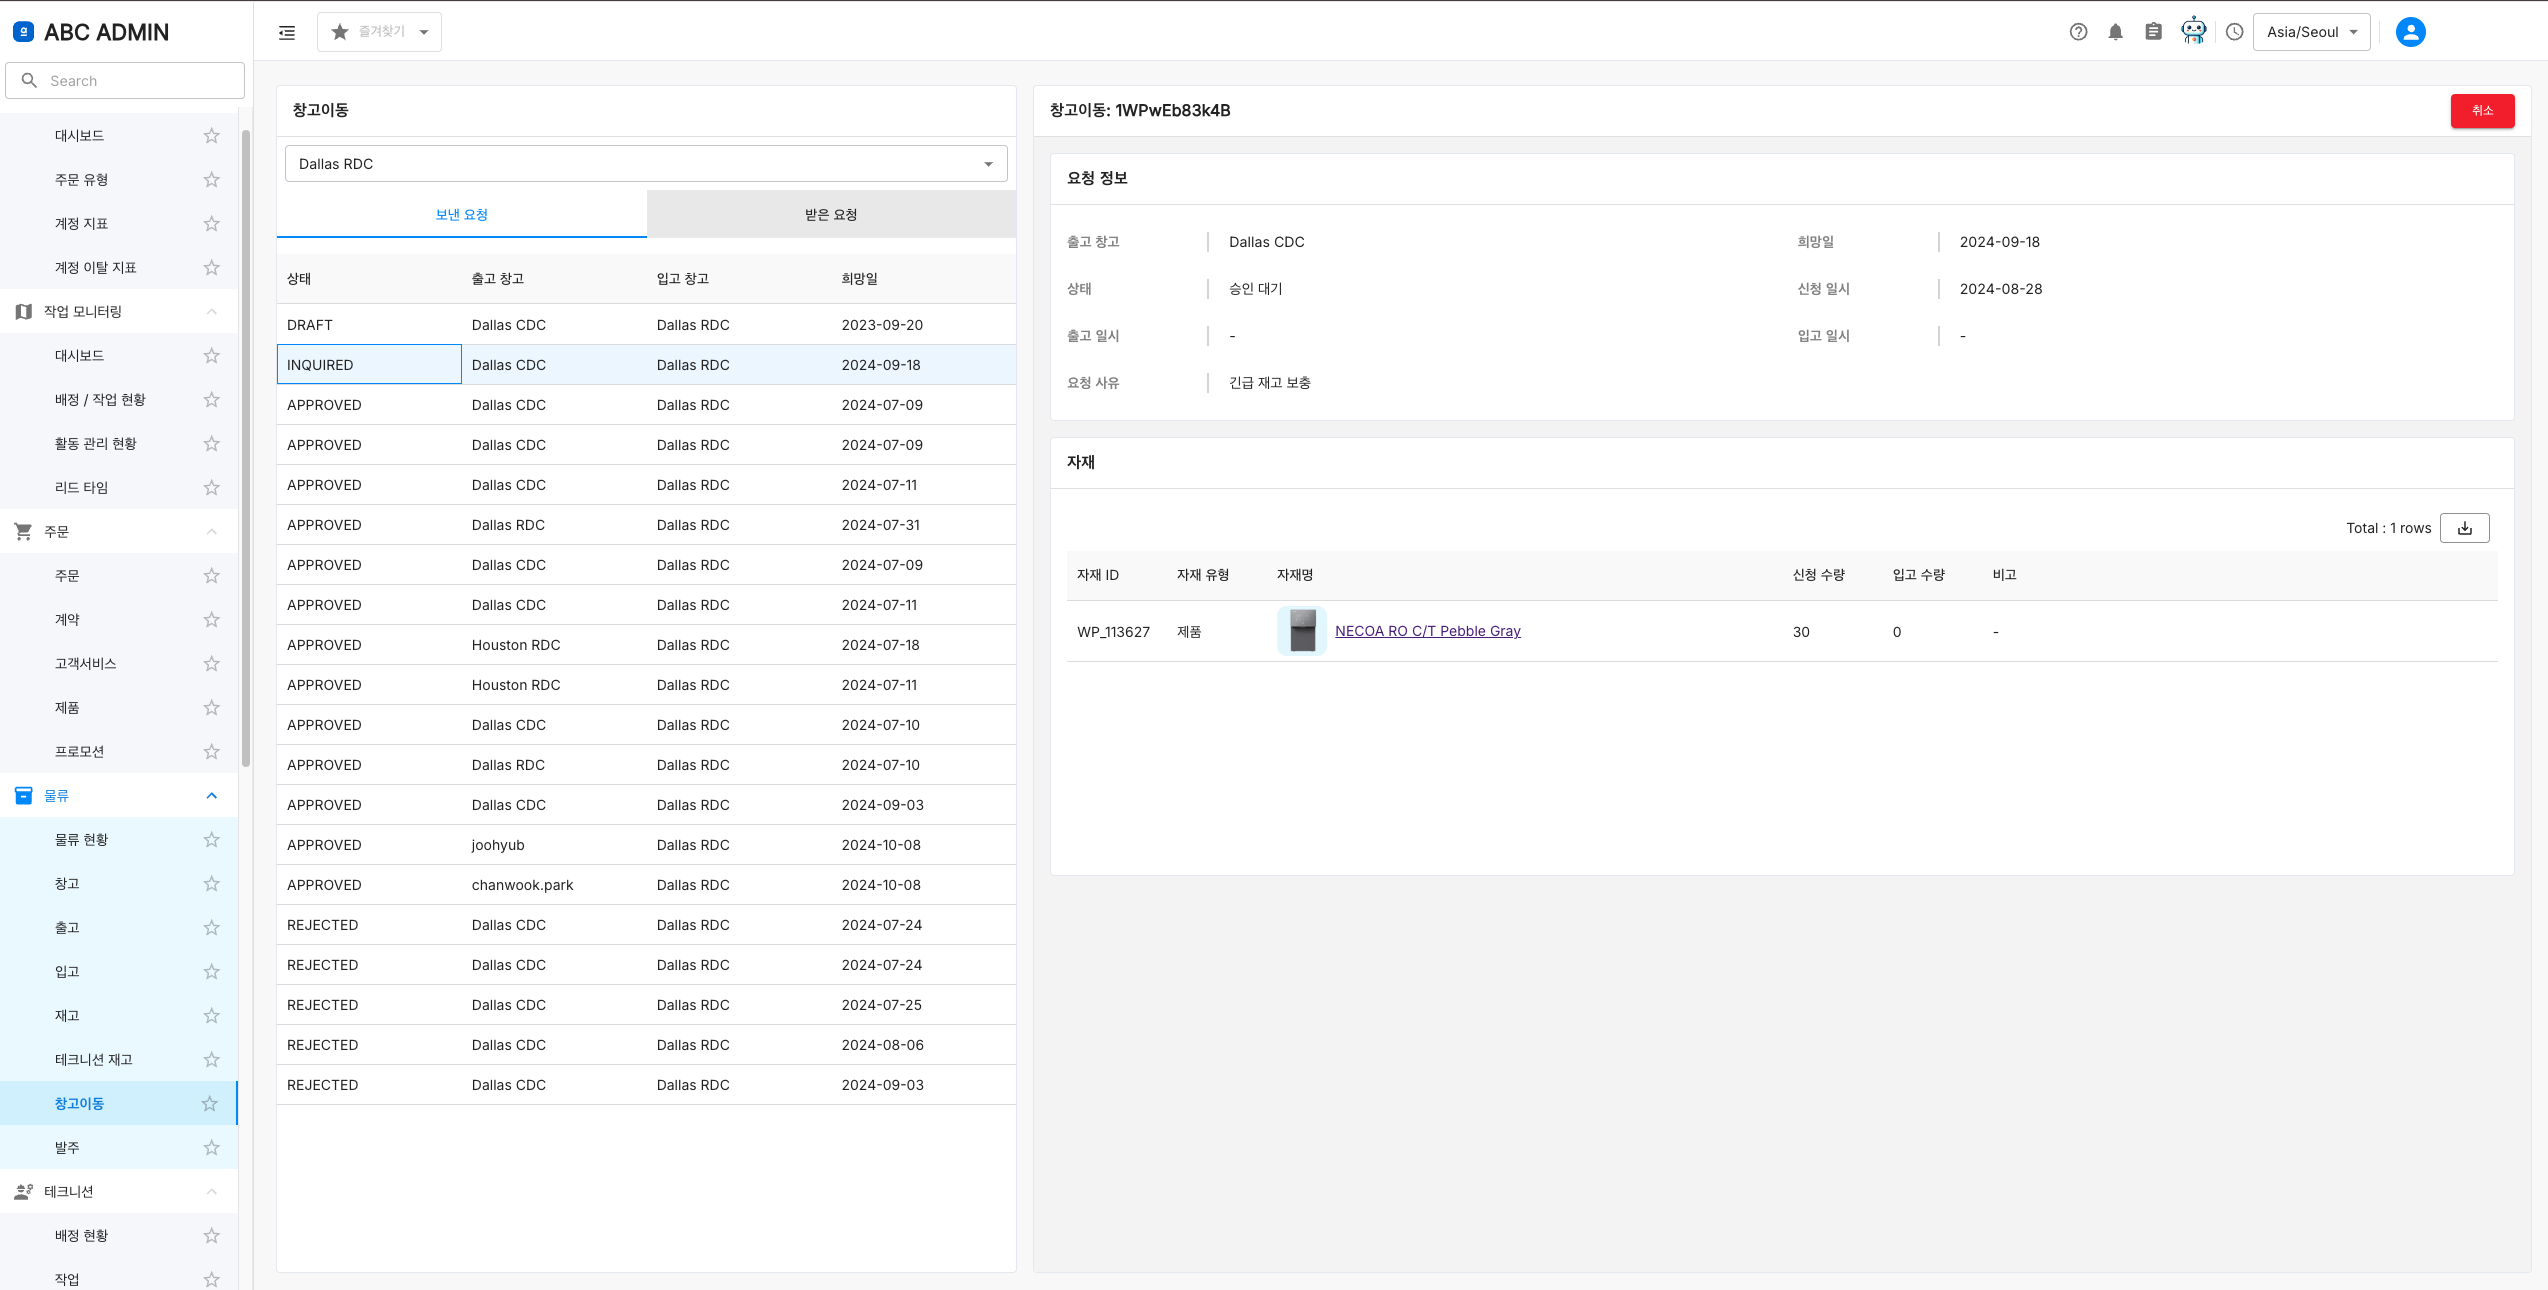 ABC ADMIN
Search
대시보드
주문 유형
계정 지표
계정 이탈 지표
작업 모니터링
대시보드
배정 / 작업 현황
활동 관리 현황
리드 타임
주문
주문
계약
고객서비스
제품
프로모션
물류
물류 현황
창고
출고
입고
재고
테크니션 재고
창고이동
발주
테크니션
배정 현황
작업
즐겨찾기
Asia/Seoul
창고이동
Dallas RDC
보낸 요청 받은 요청
상태 출고 창고 입고 창고 희망일
DRAFT Dallas CDC Dallas RDC 2023-09-20
INQUIRED Dallas CDC Dallas RDC 2024-09-18
APPROVED Dallas CDC Dallas RDC 2024-07-09
APPROVED Dallas CDC Dallas RDC 2024-07-09
APPROVED Dallas CDC Dallas RDC 2024-07-11
APPROVED Dallas RDC Dallas RDC 2024-07-31
APPROVED Dallas CDC Dallas RDC 2024-07-09
APPROVED Dallas CDC Dallas RDC 2024-07-11
APPROVED Houston RDC Dallas RDC 2024-07-18
APPROVED Houston RDC Dallas RDC 2024-07-11
APPROVED Dallas CDC Dallas RDC 2024-07-10
APPROVED Dallas RDC Dallas RDC 2024-07-10
APPROVED Dallas CDC Dallas RDC 2024-09-03
APPROVED joohyub Dallas RDC 2024-10-08
APPROVED chanwook.park Dallas RDC 2024-10-08
REJECTED Dallas CDC Dallas RDC 2024-07-24
REJECTED Dallas CDC Dallas RDC 2024-07-24
REJECTED Dallas CDC Dallas RDC 2024-07-25
REJECTED Dallas CDC Dallas RDC 2024-08-06
REJECTED Dallas CDC Dallas RDC 2024-09-03
창고이동: 1WPwEb83k4B
취소
요청 정보
출고 창고 Dallas CDC 희망일 2024-09-18
상태 승인 대기 신청 일시 2024-08-28
출고 일시 - 입고 일시 -
요청 사유 긴급 재고 보충
자재
Total : 1 rows
자재 ID 자재 유형 자재명 신청 수량 입고 수량 비고
WP_113627 제품 NECOA RO C/T Pebble Gray 30 0 -